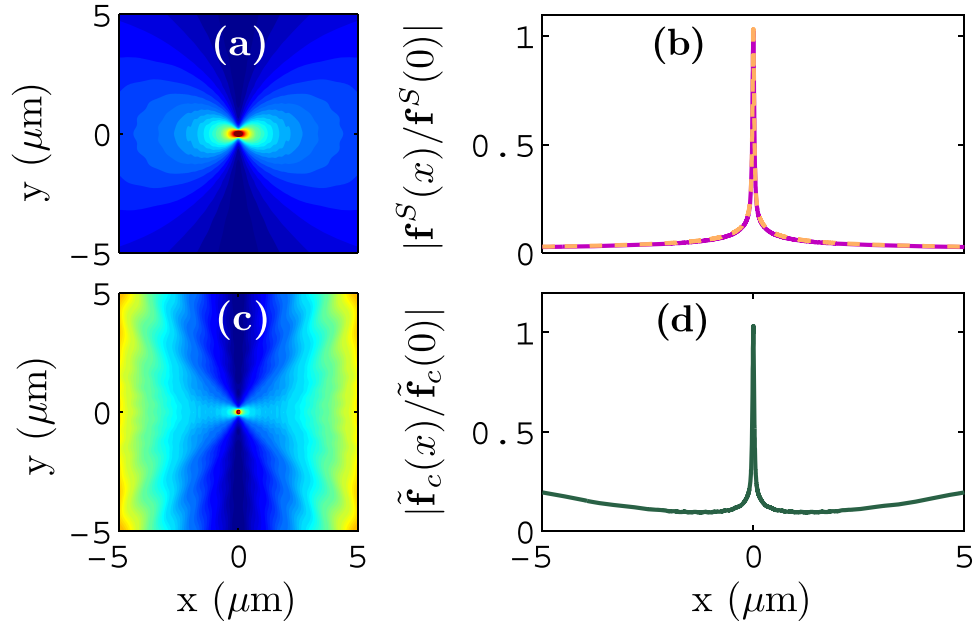 (a)
5
0
−5
y (μm)
(b)
1
0.5
0
|𝐟^S(x)/𝐟^S(0)|
(c)
5
0
−5
−5 0 5
y (μm)
x (μm)
(d)
1
0.5
0
−5 0 5
|𝐟̃_c(x)/𝐟̃_c(0)|
x (μm)